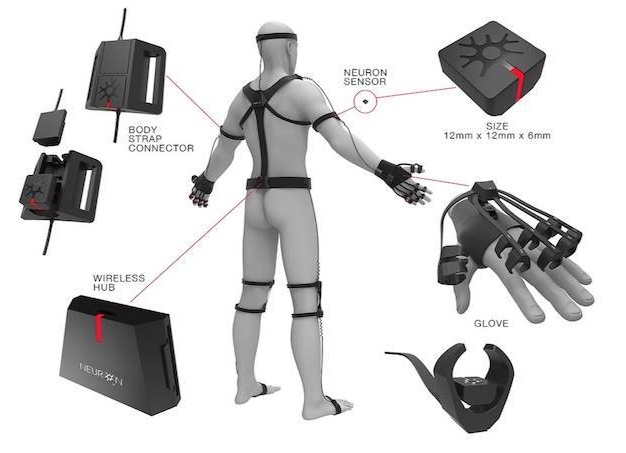 BODY
STRAP
CONNECTOR
NEURON
SENSOR
SIZE
12mm x 12mm x 6mm
WIRELESS
HUB
NEURON
GLOVE